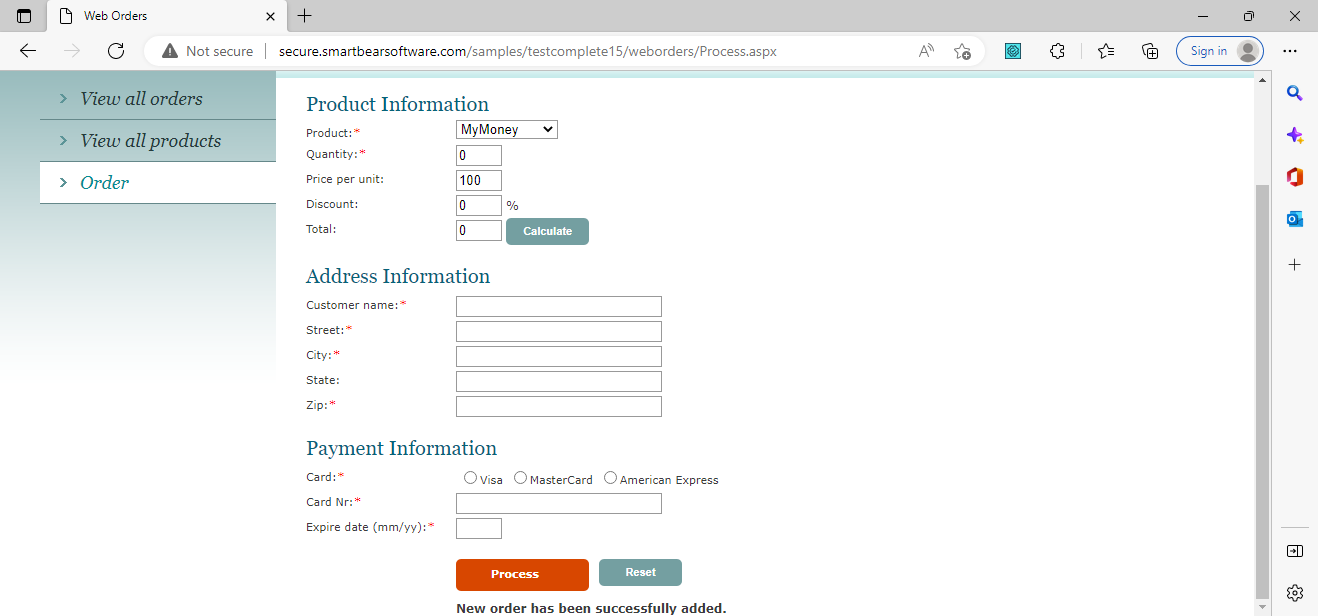 Web Orders
Not secure
secure.smartbearsoftware.com/samples/testcomplete15/weborders/Process.aspx
Sign in
View all orders
View all products
Order
Product Information
Product:* MyMoney
Quantity:* 0
Price per unit: 100
Discount: 0 %
Total: 0 Calculate
Address Information
Customer name:*
Street:*
City:*
State:
Zip:*
Payment Information
Card:* Visa MasterCard American Express
Card Nr:*
Expire date (mm/yy):*
Process Reset
New order has been successfully added.